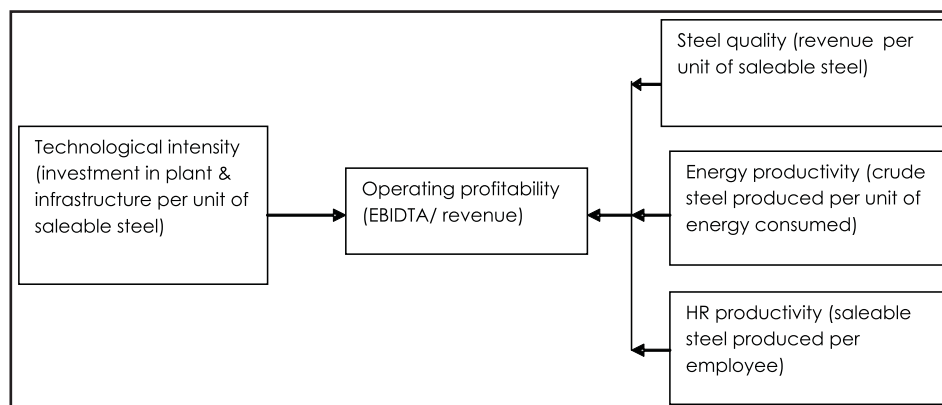 Technological intensity
(investment in plant &
infrastructure per unit of
saleable steel)
Operating profitability
(EBIDTA/ revenue)
Steel quality (revenue per
unit of saleable steel)
Energy productivity (crude
steel produced per unit of
energy consumed)
HR productivity (saleable
steel produced per
employee)